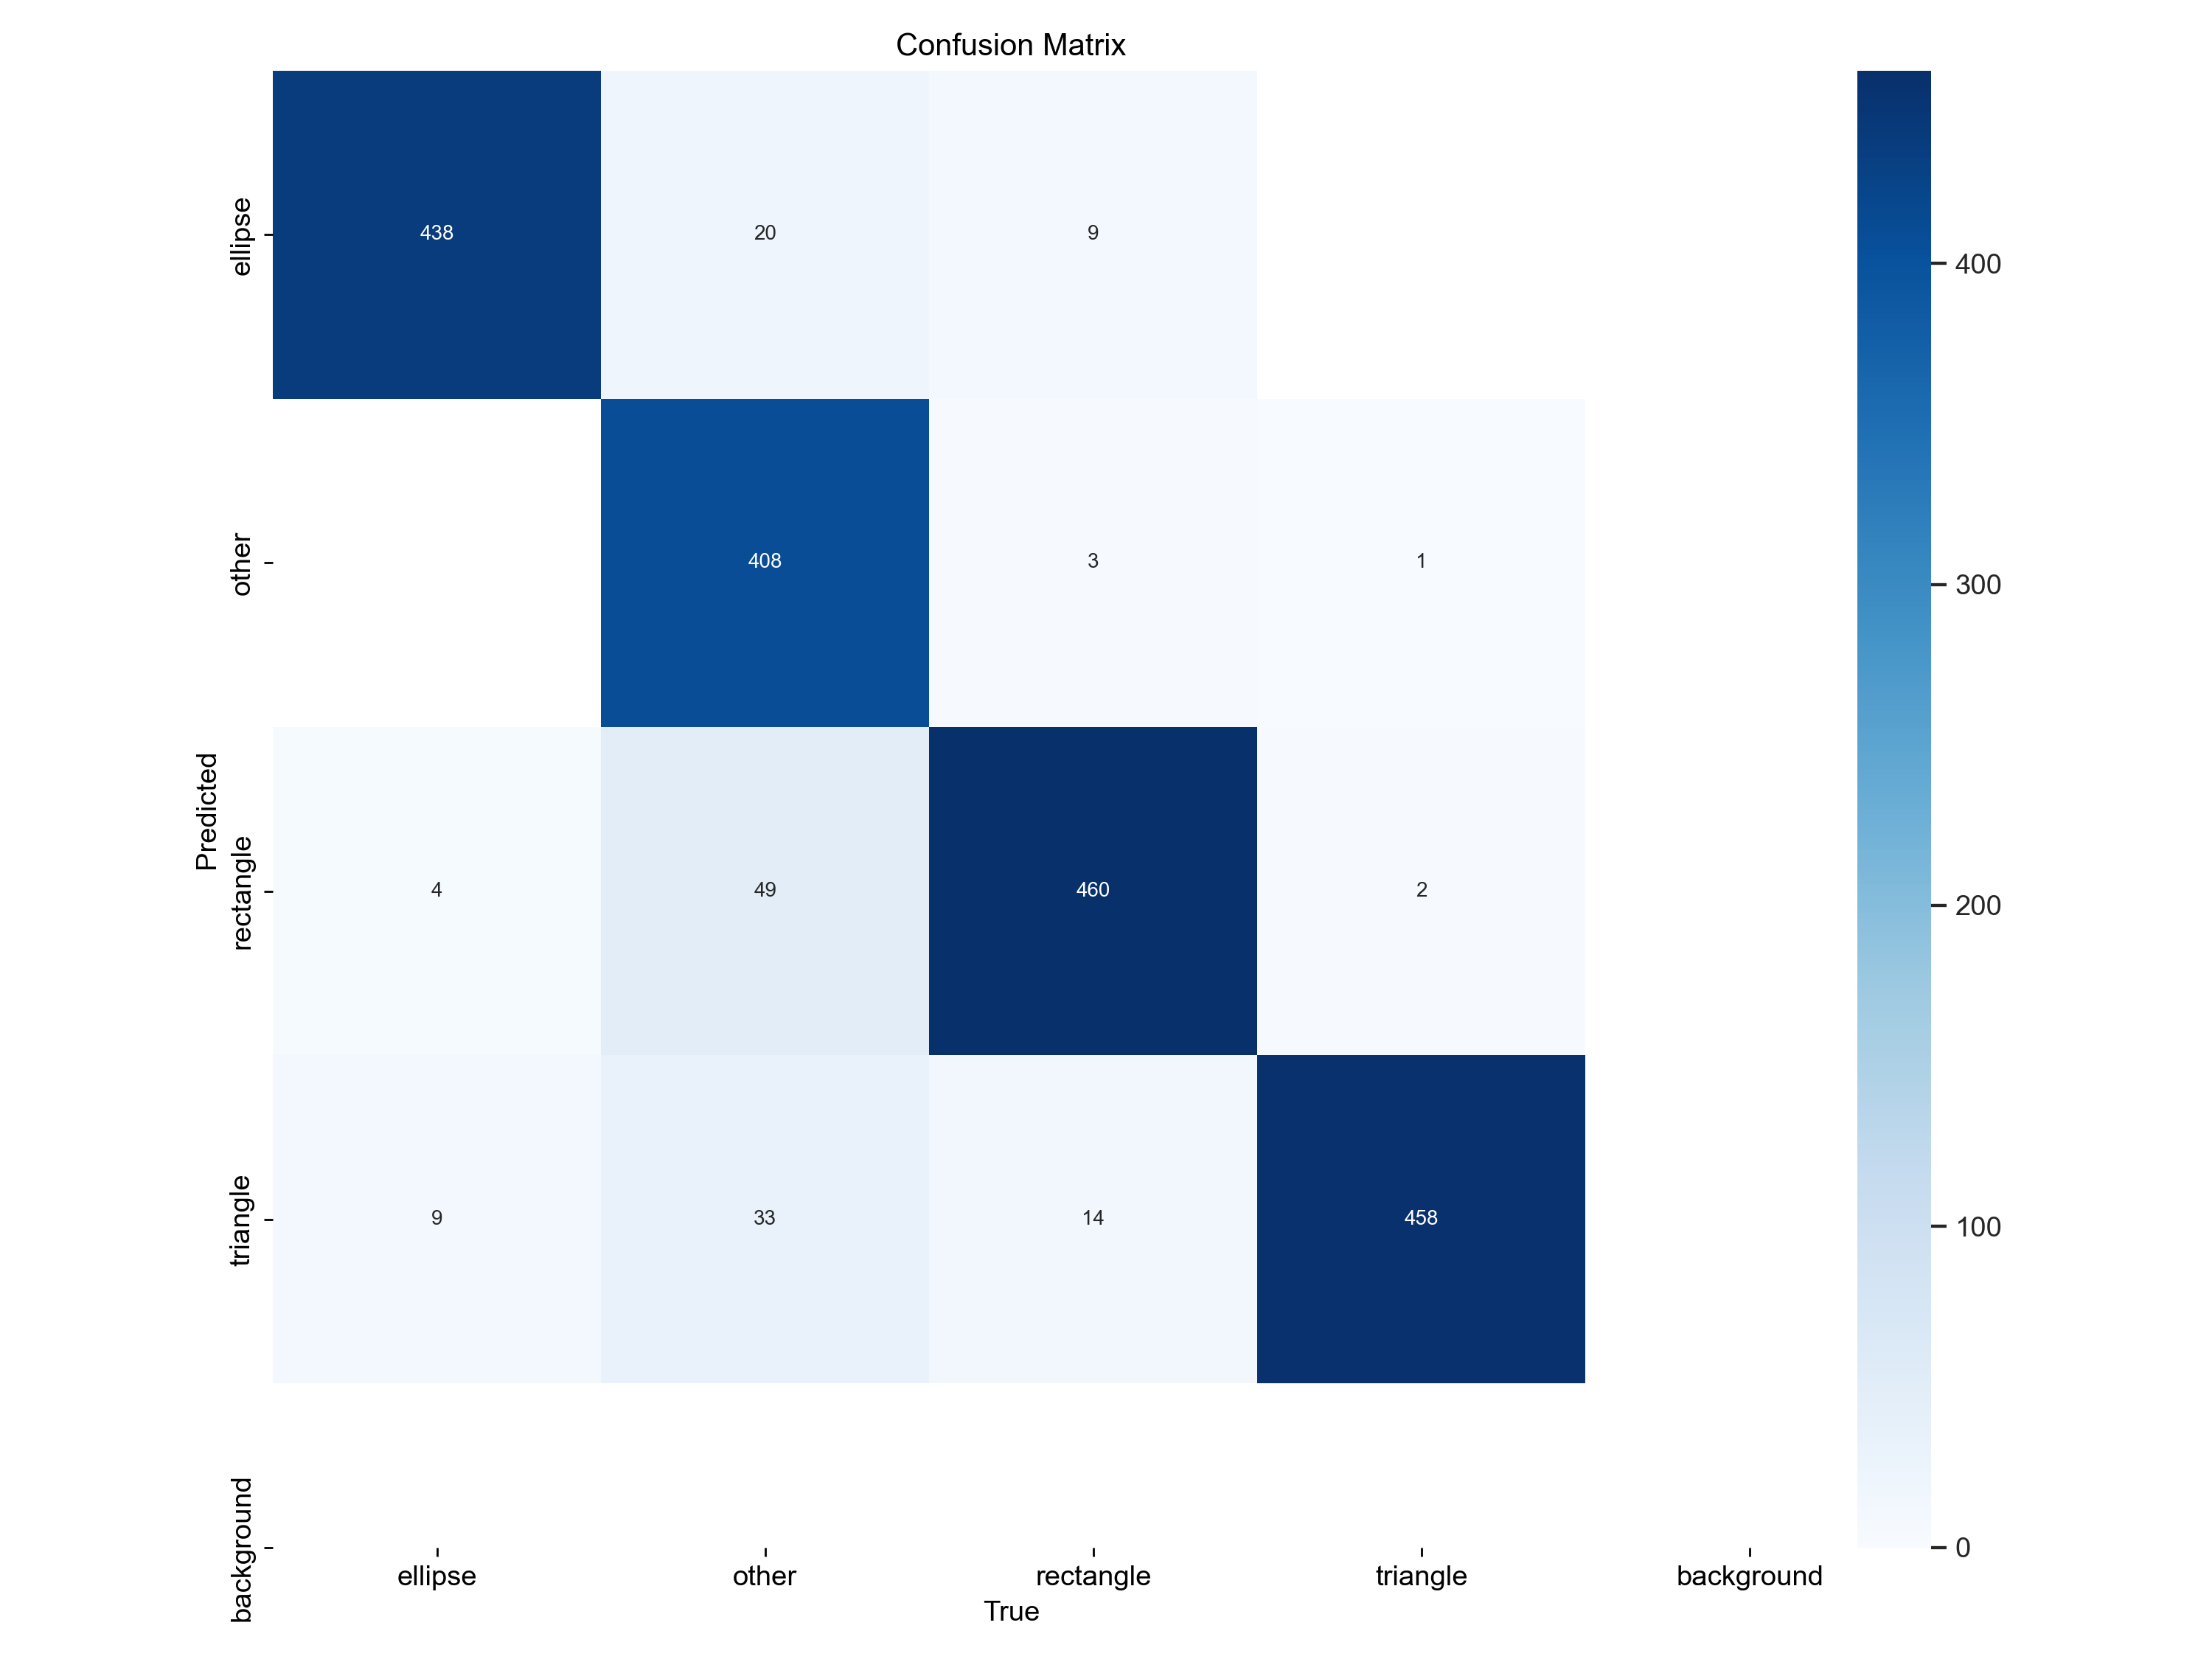 Confusion Matrix
ellipse
438
20
9
other
408
3
1
rectangle
4
49
460
2
triangle
9
33
14
458
background
Predicted
ellipse
other
rectangle
triangle
background
True
400
300
200
100
0